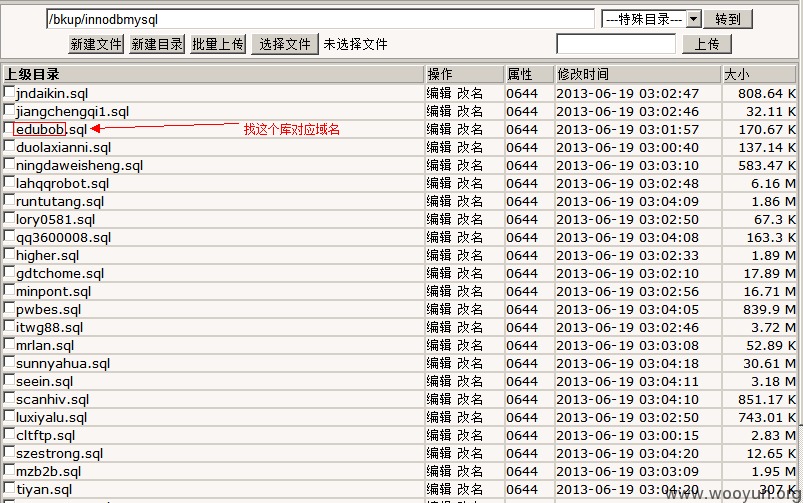 /bkup/innodbmysql ---特殊目录--- 转到
新建文件 新建目录 批量上传 选择文件 未选择文件 上传
上级目录 操作 属性 修改时间 大小
jndaikin.sql 编辑 改名 0644 2013-06-19 03:02:47 808.64 K
jiangchengqi1.sql 编辑 改名 0644 2013-06-19 03:02:46 32.11 K
edubob.sql 找这个库对应域名 编辑 改名 0644 2013-06-19 03:01:57 170.67 K
duolaxianni.sql 编辑 改名 0644 2013-06-19 03:00:40 137.14 K
ningdaweisheng.sql 编辑 改名 0644 2013-06-19 03:03:10 583.47 K
lahqqrobot.sql 编辑 改名 0644 2013-06-19 03:02:48 6.16 M
runtutang.sql 编辑 改名 0644 2013-06-19 03:04:09 1.86 M
lory0581.sql 编辑 改名 0644 2013-06-19 03:02:50 67.3 K
qq3600008.sql 编辑 改名 0644 2013-06-19 03:04:08 163.3 K
higher.sql 编辑 改名 0644 2013-06-19 03:02:33 1.89 M
gdtchome.sql 编辑 改名 0644 2013-06-19 03:02:10 17.89 M
minpont.sql 编辑 改名 0644 2013-06-19 03:02:56 16.71 M
pwbes.sql 编辑 改名 0644 2013-06-19 03:04:05 839.9 M
itwg88.sql 编辑 改名 0644 2013-06-19 03:02:46 3.72 M
mrlan.sql 编辑 改名 0644 2013-06-19 03:03:08 52.89 K
sunnyahua.sql 编辑 改名 0644 2013-06-19 03:04:18 30.61 M
seein.sql 编辑 改名 0644 2013-06-19 03:04:11 3.18 M
scanhiv.sql 编辑 改名 0644 2013-06-19 03:04:10 851.17 K
luxiyalu.sql 编辑 改名 0644 2013-06-19 03:02:50 743.01 K
cltftp.sql 编辑 改名 0644 2013-06-19 03:00:15 2.83 M
szestrong.sql 编辑 改名 0644 2013-06-19 03:04:20 12.65 K
mzb2b.sql 编辑 改名 0644 2013-06-19 03:03:09 1.95 M
tiyan.sql 编辑 改名 0644 2013-06-19 03:04:20 307 K
www.wooyun.org